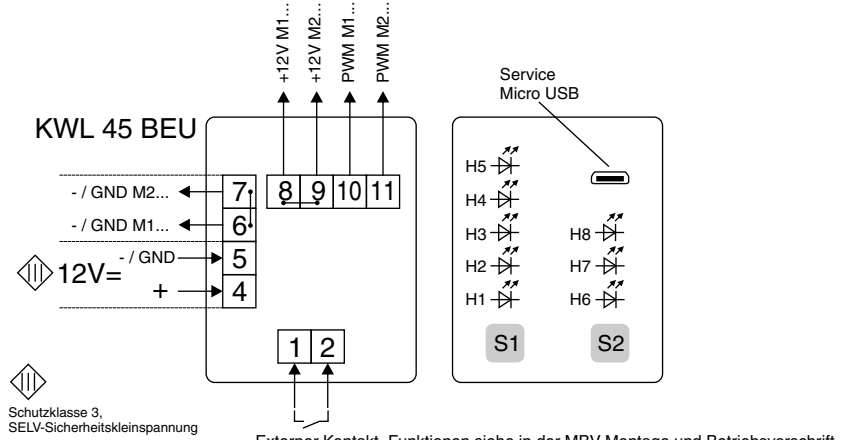 +12V M1...
+12V M2...
PWM M1...
PWM M2...
Service
Micro USB
KWL 45 BEU
- / GND M2...
- / GND M1...
- / GND
12V=
+
7
6
5
4
8 9 10 11
1 2
H5
H4
H3
H2
H1
H8
H7
H6
S1
S2
Schutzklasse 3,
SELV-Sicherheitskleinspannung
Externer Kontakt, Funktionen siehe in der MBV Montage und Betriebsvorschrift